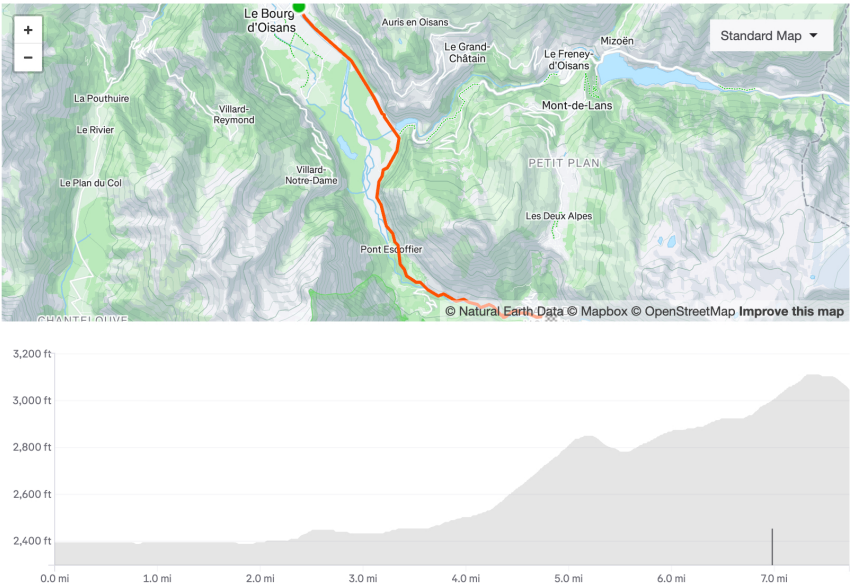 Le Bourg
d'Oisans
Auris en Oisans
+
−
Standard Map
Le Grand-
Châtain
Mizoën
Le Freney-
d'Oisans
La Pouthuire
Villard-
Reymond
Mont-de-Lans
Le Rivier
PETIT PLAN
Villard-
Notre-Dame
Le Plan du Col
Les Deux Alpes
Pont Escoffier
CHANTELOUVE
© Natural Earth Data © Mapbox © OpenStreetMap Improve this map
3,200 ft
3,000 ft
2,800 ft
2,600 ft
2,400 ft
0.0 mi 1.0 mi 2.0 mi 3.0 mi 4.0 mi 5.0 mi 6.0 mi 7.0 mi